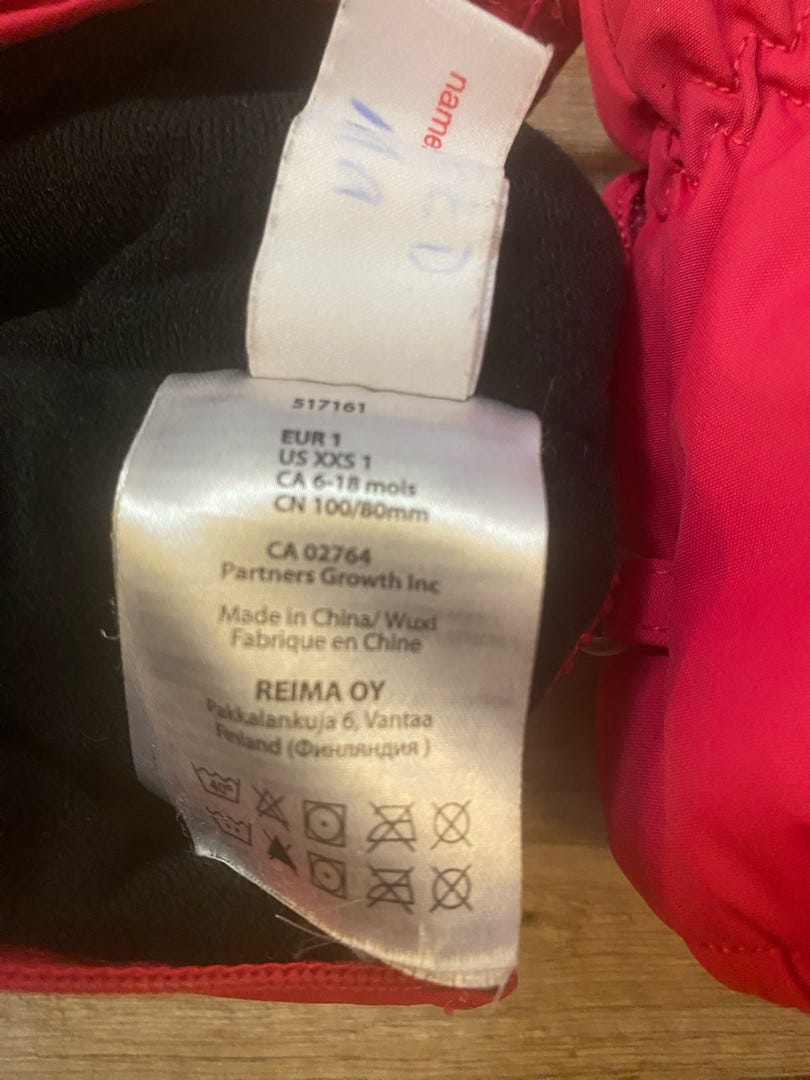 name:
517161
EUR 1
US XXS 1
CA 6-18 mois
CN 100/80mm
CA 02764
Partners Growth Inc
Made in China/ Wuxi
Fabrique en Chine
REIMA OY
Pakkalankuja 6, Vantaa
Finland (Финляндия )
40º